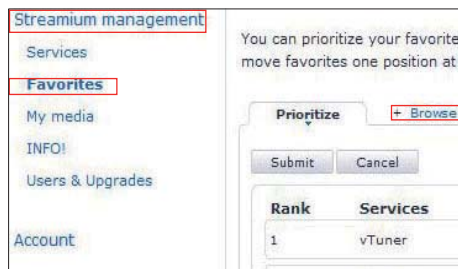 Streamium management
Services
Favorites
My media
INFO!
Users & Upgrades
Account
You can prioritize your favorite
move favorites one position at
Prioritize
+ Browse
Submit Cancel
Rank Services
1 vTuner